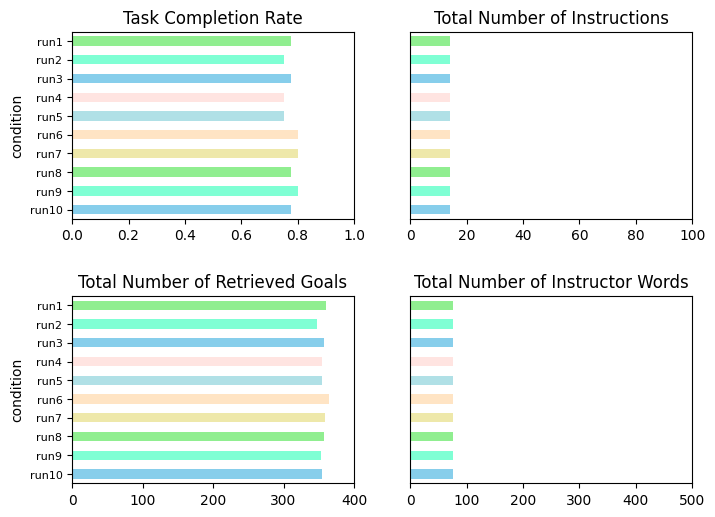 Task Completion Rate
Total Number of Instructions
condition
run1
run2
run3
run4
run5
run6
run7
run8
run9
run10
0.0 0.2 0.4 0.6 0.8 1.0
0 20 40 60 80 100
Total Number of Retrieved Goals
Total Number of Instructor Words
condition
run1
run2
run3
run4
run5
run6
run7
run8
run9
run10
0 100 200 300 400
0 100 200 300 400 500